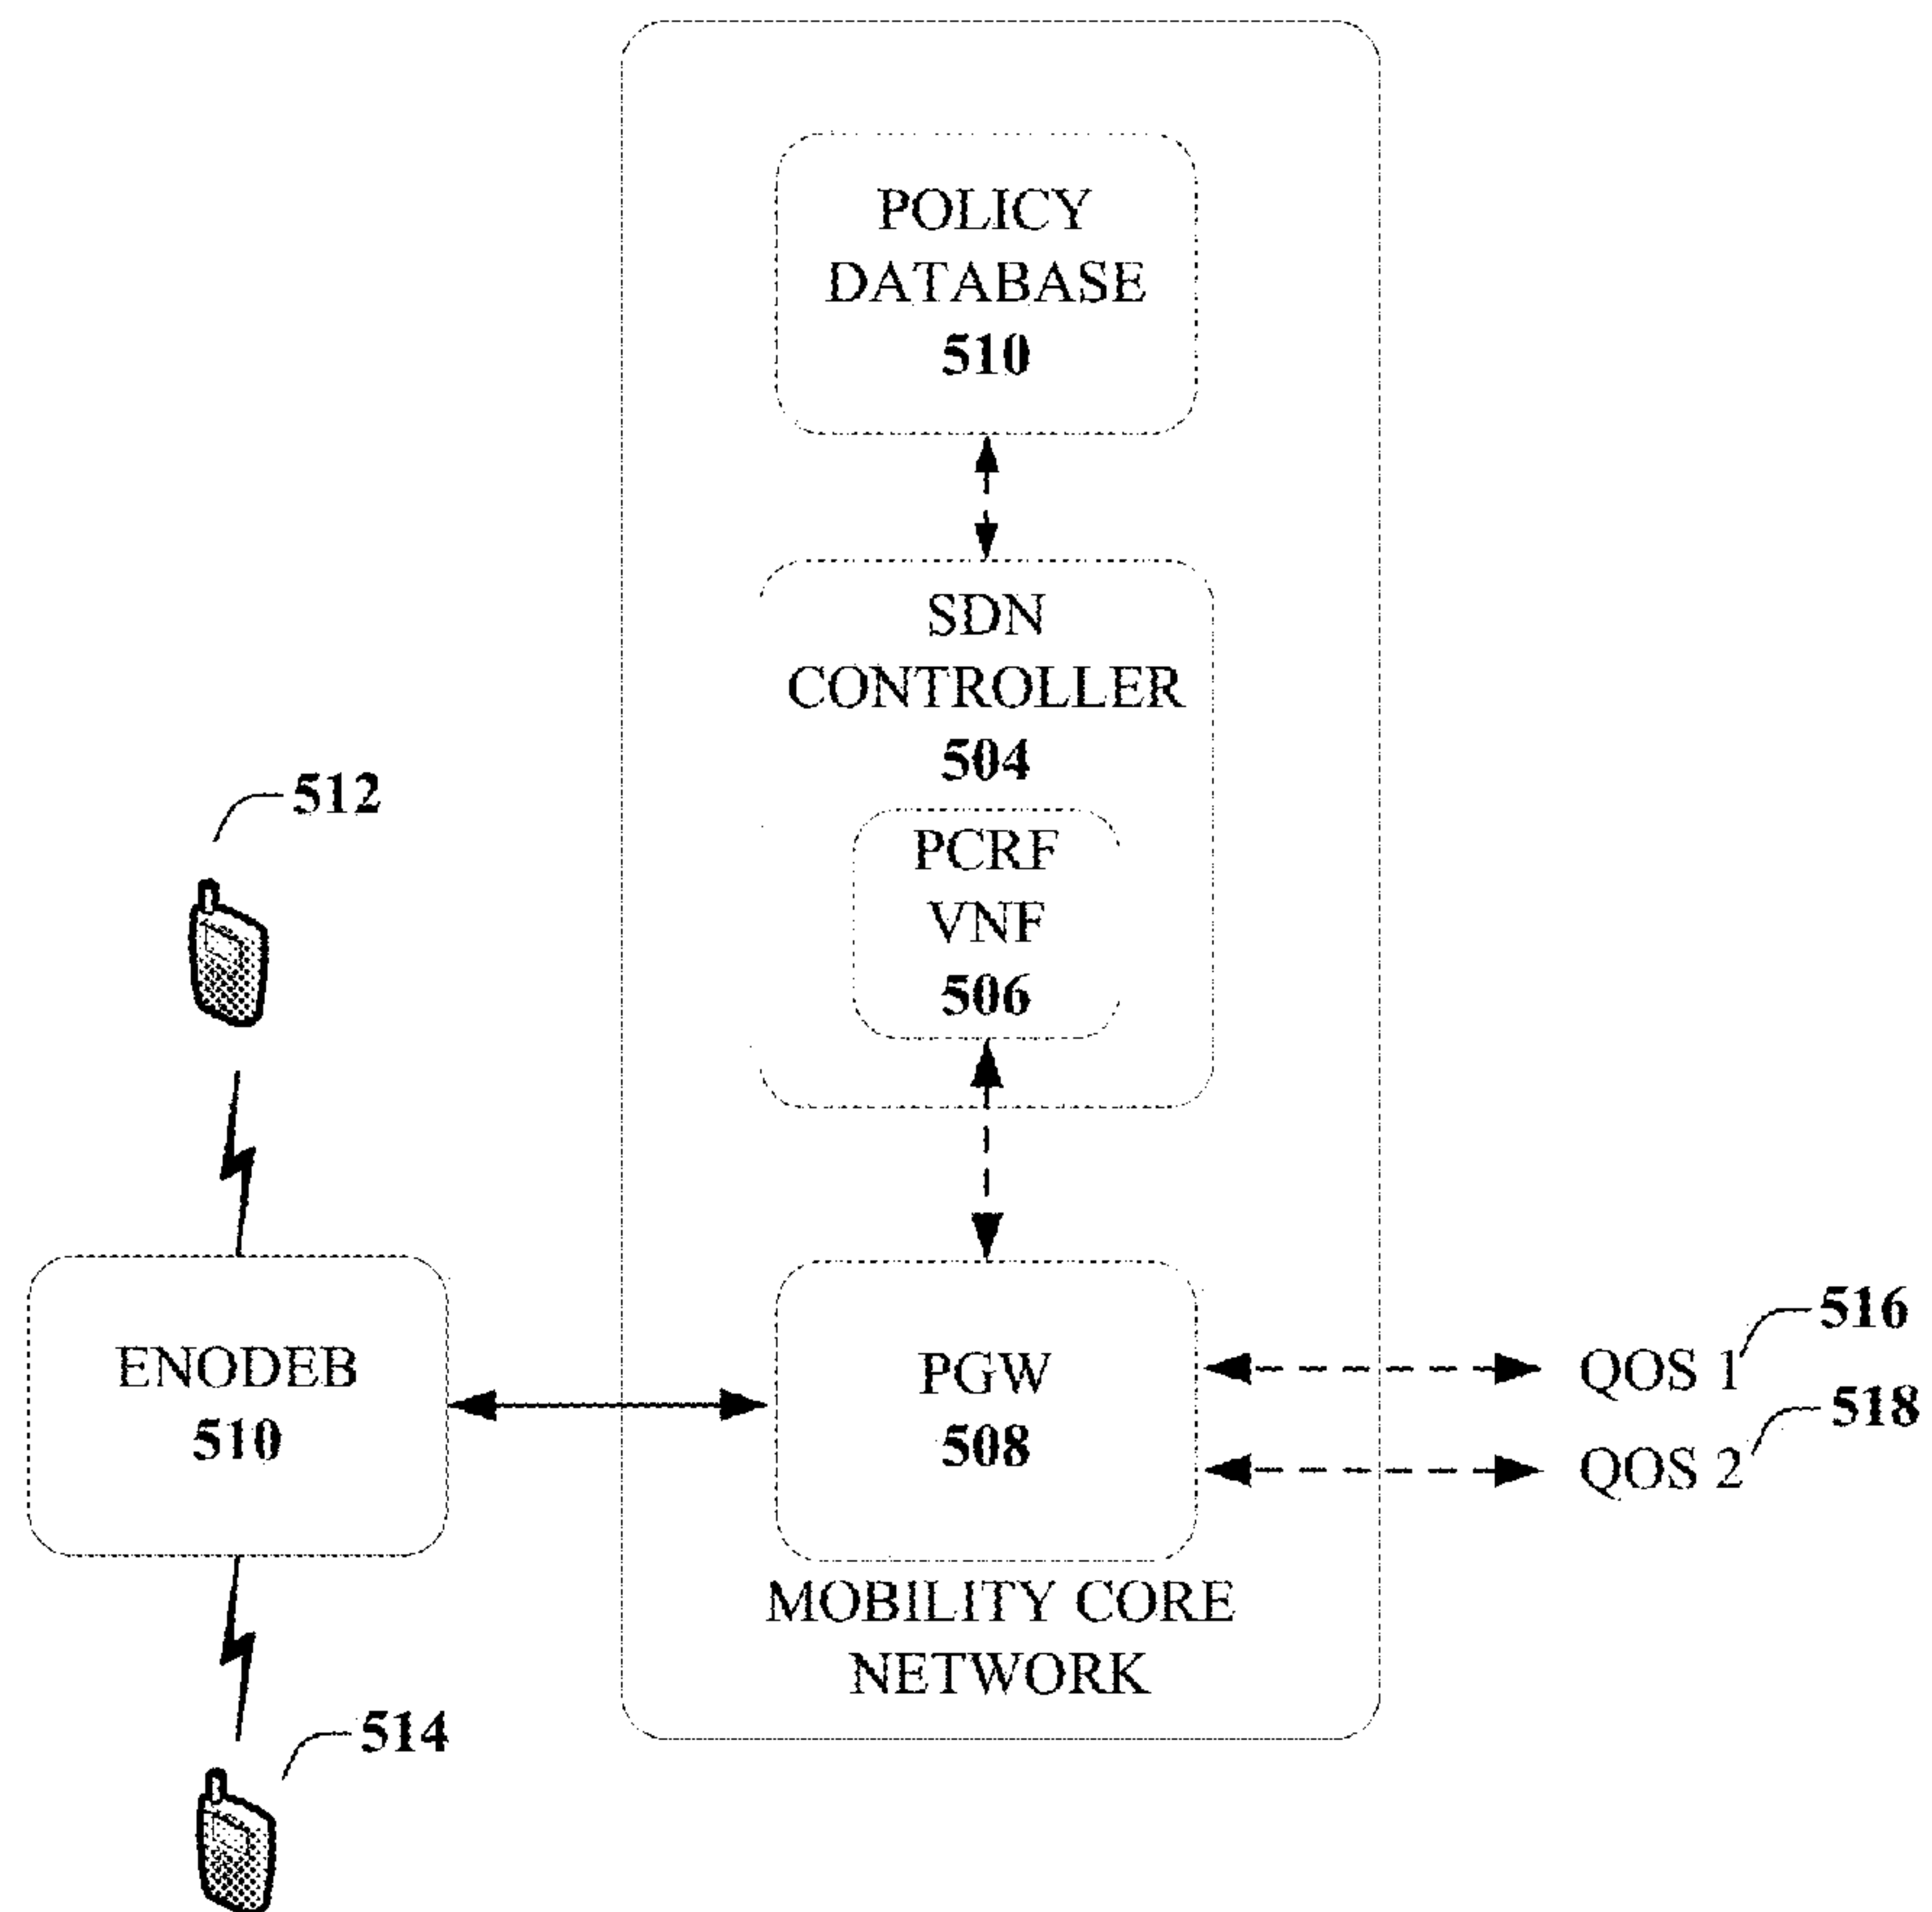 POLICY
DATABASE
510
SDN
CONTROLLER
504
PCRF
VNF
506
512
ENODEB
510
PGW
508
QOS 1
516
QOS 2
518
MOBILITY CORE
NETWORK
514